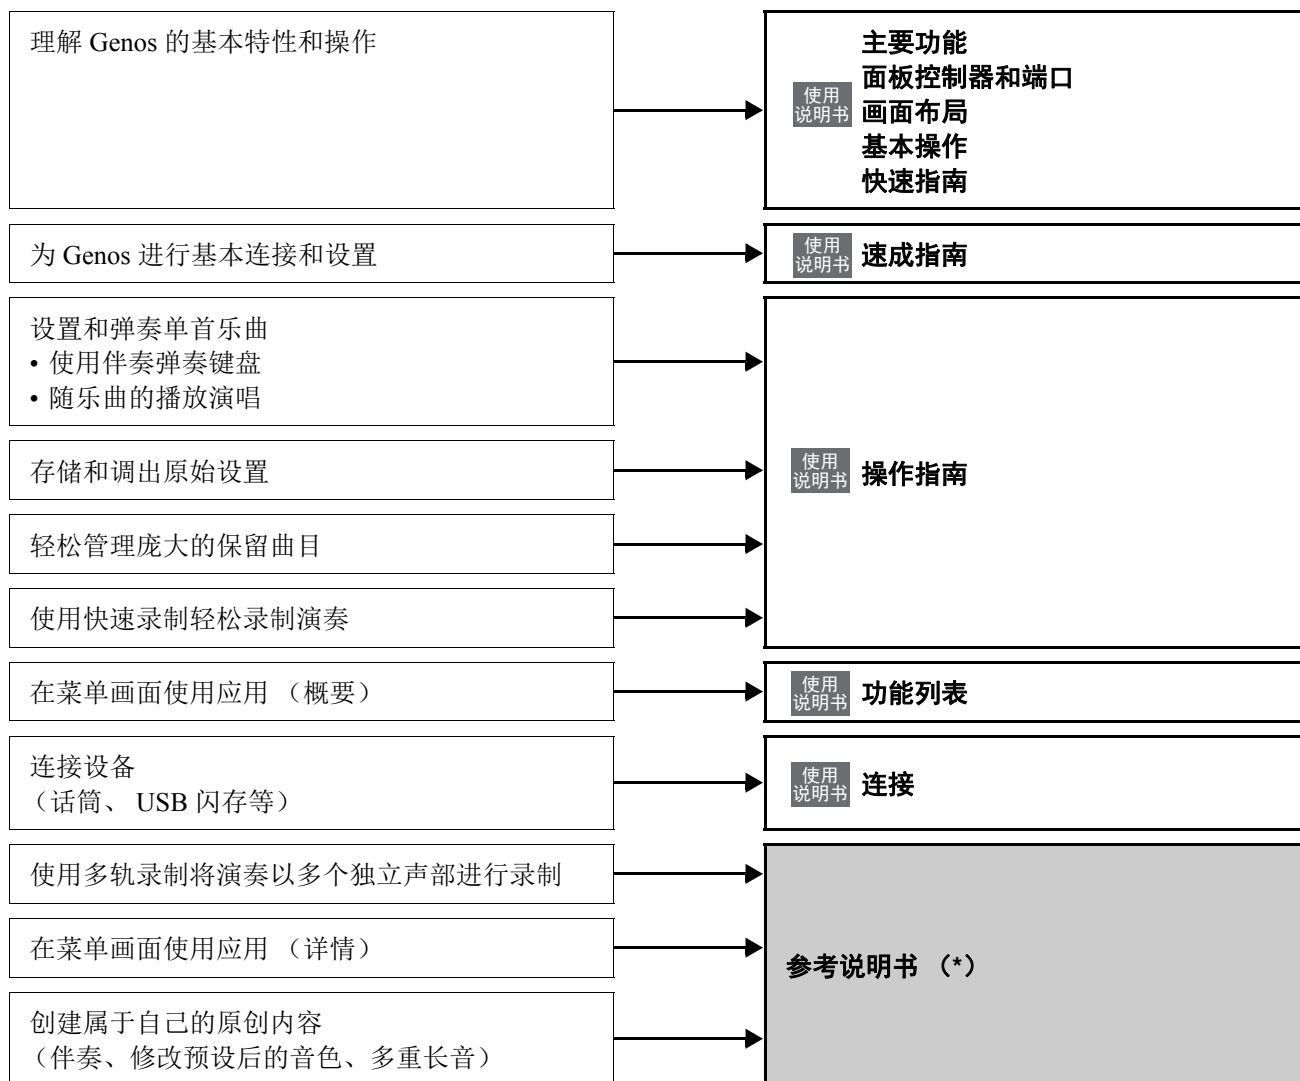 理解 Genos 的基本特性和操作
使用
说明书
主要功能
面板控制器和端口
画面布局
基本操作
快速指南
为 Genos 进行基本连接和设置
使用
说明书
速成指南
设置和弹奏单首乐曲
• 使用伴奏弹奏键盘
• 随乐曲的播放演唱
存储和调出原始设置
轻松管理庞大的保留曲目
使用快速录制轻松录制演奏
使用
说明书
操作指南
在菜单画面使用应用 （概要）
使用
说明书
功能列表
连接设备
（话筒、 USB 闪存等）
使用
说明书
连接
使用多轨录制将演奏以多个独立声部进行录制
在菜单画面使用应用 （详情）
创建属于自己的原创内容
（伴奏、修改预设后的音色、多重长音）
参考说明书 （*）